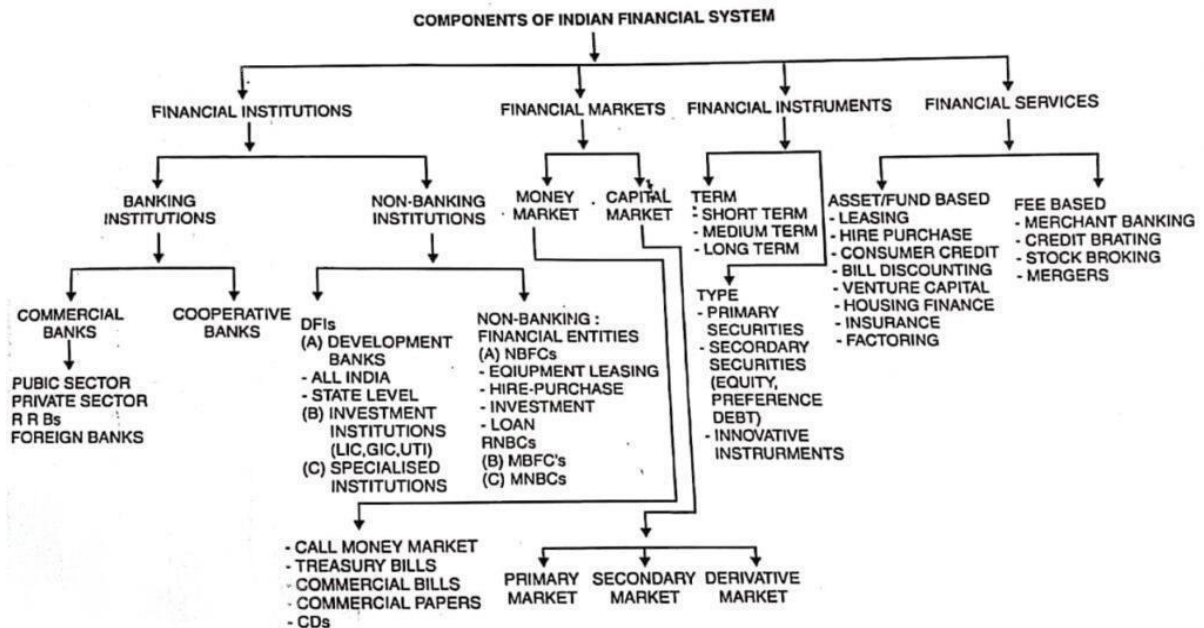 COMPONENTS OF INDIAN FINANCIAL SYSTEM
FINANCIAL INSTITUTIONS
FINANCIAL MARKETS
FINANCIAL INSTRUMENTS
FINANCIAL SERVICES
BANKING
INSTITUTIONS
NON-BANKING
INSTITUTIONS
MONEY
MARKET
CAPITAL
MARKET
TERM
- SHORT TERM
- MEDIUM TERM
- LONG TERM
ASSET/FUND BASED
- LEASING
- HIRE PURCHASE
- CONSUMER CREDIT
- BILL DISCOUNTING
- VENTURE CAPITAL
- HOUSING FINANCE
- INSURANCE
- FACTORING
FEE BASED
- MERCHANT BANKING
- CREDIT BRATING
- STOCK BROKING
- MERGERS
COMMERCIAL
BANKS
COOPERATIVE
BANKS
PUBIC SECTOR
PRIVATE SECTOR
R R Bs
FOREIGN BANKS
DFIs
(A) DEVELOPMENT
BANKS
- ALL INDIA
- STATE LEVEL
(B) INVESTMENT
INSTITUTIONS
(LIC,GIC,UTI)
(C) SPECIALISED
INSTITUTIONS
NON-BANKING :
FINANCIAL ENTITIES
(A) NBFCs
- EQIUPMENT LEASING
- HIRE-PURCHASE
- INVESTMENT
- LOAN
RNBCs
(B) MBFC's
(C) MNBCs
TYPE
- PRIMARY
SECURITIES
- SECORDARY
SECURITIES
(EQUITY,
PREFERENCE
DEBT)
- INNOVATIVE
INSTRURMENTS
- CALL MONEY MARKET
- TREASURY BILLS
- COMMERCIAL BILLS
- COMMERCIAL PAPERS
- CDs
PRIMARY
MARKET
SECONDARY
MARKET
DERIVATIVE
MARKET